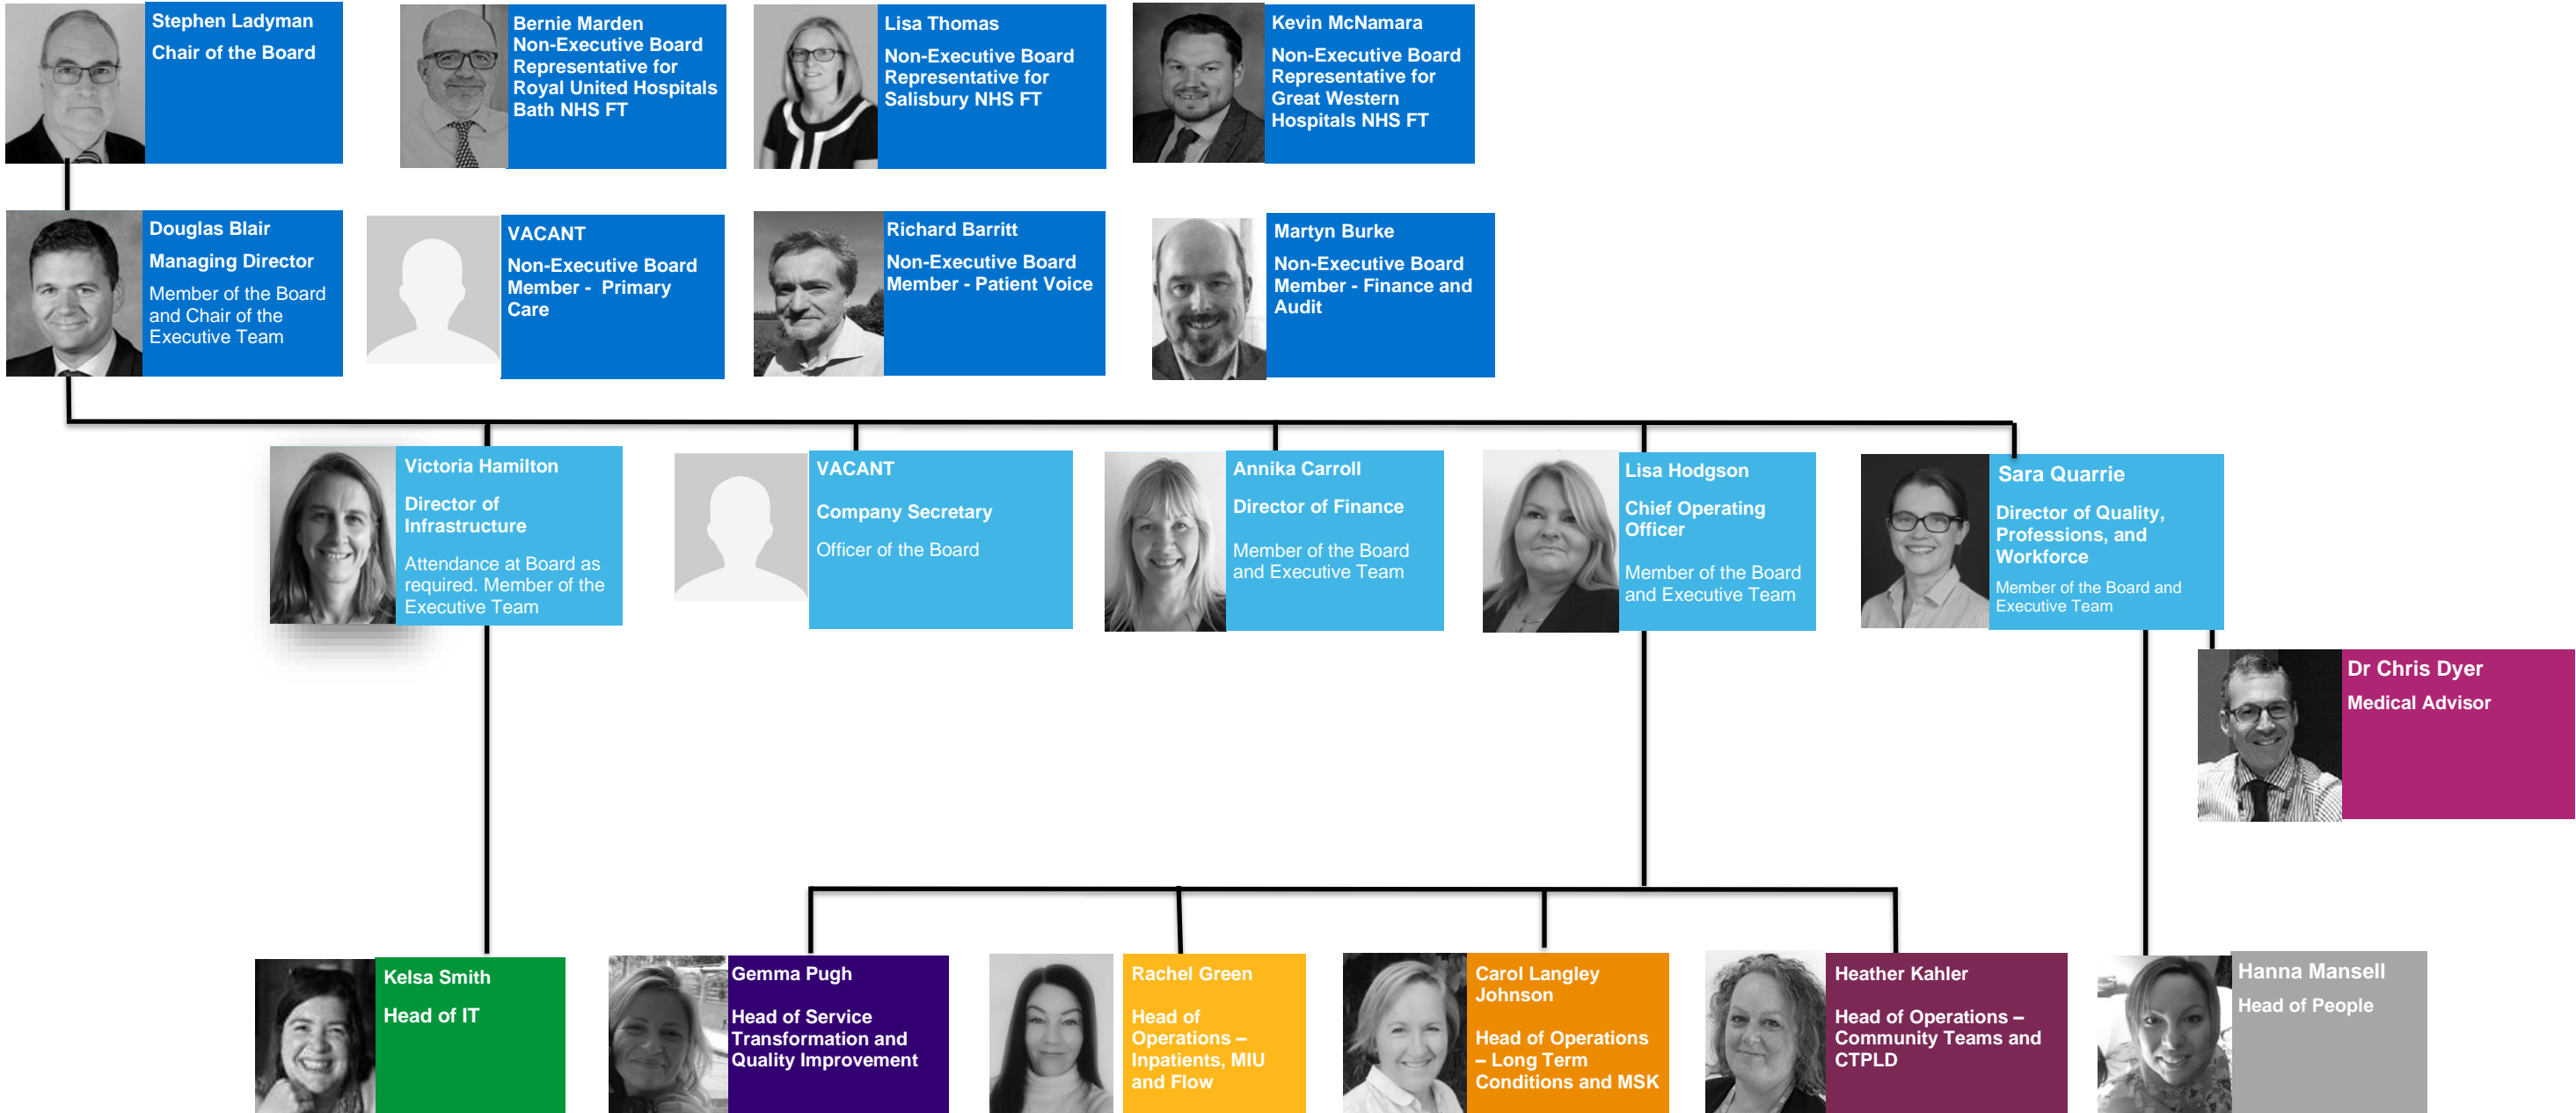 Stephen Ladyman
Chair of the Board
Bernie Marden
Non-Executive Board
Representative for
Royal United Hospitals
Bath NHS FT
Lisa Thomas
Non-Executive Board
Representative for
Salisbury NHS FT
Kevin McNamara
Non-Executive Board
Representative for
Great Western
Hospitals NHS FT
Douglas Blair
Managing Director
Member of the Board
and Chair of the
Executive Team
VACANT
Non-Executive Board
Member - Primary
Care
Richard Barritt
Non-Executive Board
Member - Patient Voice
Martyn Burke
Non-Executive Board
Member - Finance and
Audit
Victoria Hamilton
Director of
Infrastructure
Attendance at Board as
required. Member of the
Executive Team
VACANT
Company Secretary
Officer of the Board
Annika Carroll
Director of Finance
Member of the Board
and Executive Team
Lisa Hodgson
Chief Operating
Officer
Member of the Board
and Executive Team
Sara Quarrie
Director of Quality,
Professions, and
Workforce
Member of the Board and
Executive Team
Dr Chris Dyer
Medical Advisor
Kelsa Smith
Head of IT
Gemma Pugh
Head of Service
Transformation and
Quality Improvement
Rachel Green
Head of
Operations –
Inpatients, MIU
and Flow
Carol Langley
Johnson
Head of Operations
– Long Term
Conditions and MSK
Heather Kahler
Head of Operations –
Community Teams and
CTPLD
Hanna Mansell
Head of People